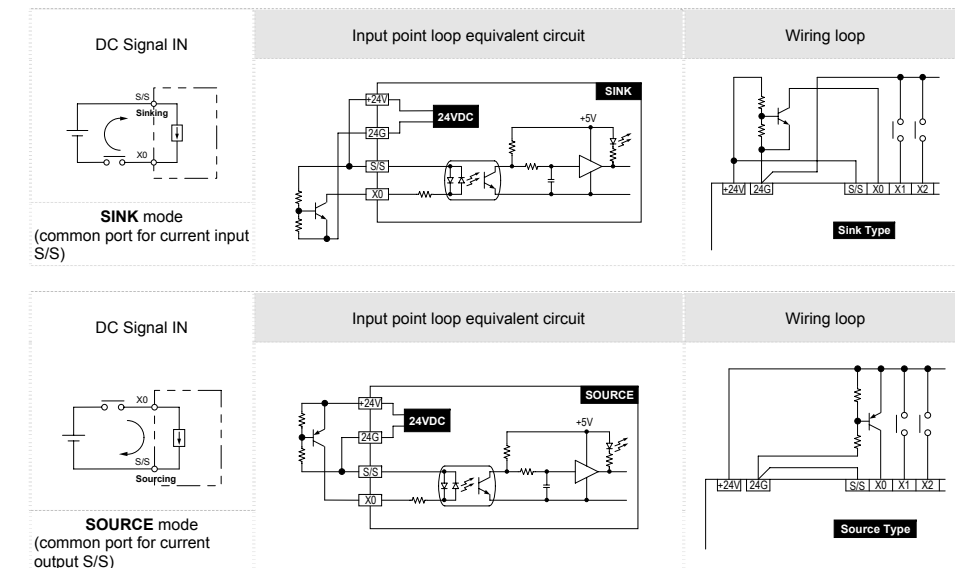 DC Signal IN
Input point loop equivalent circuit
Wiring loop
S/S
Sinking
X0
SINK
+24V
24VDC
+5V
24G
S/S
X0
+24V 24G S/S X0 X1 X2
Sink Type
SINK mode
(common port for current input
S/S)
DC Signal IN
Input point loop equivalent circuit
Wiring loop
X0
S/S
Sourcing
SOURCE
+24V
24VDC
+5V
24G
S/S
X0
+24V 24G S/S X0 X1 X2
Source Type
SOURCE mode
(common port for current
output S/S)